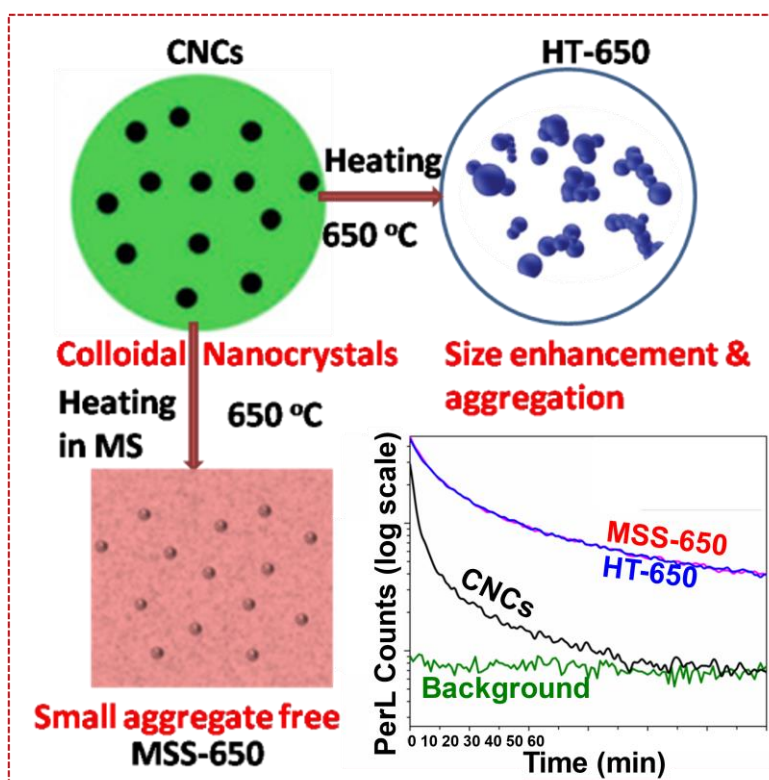 CNCs
HT-650
Heating
650 °C
Colloidal Nanocrystals
Size enhancement &
aggregation
Heating
in MS
650 °C
Small aggregate free
MSS-650
PerL Counts (log scale)
MSS-650
HT-650
CNCs
Background
0 10 20 30 40 50 60
Time (min)